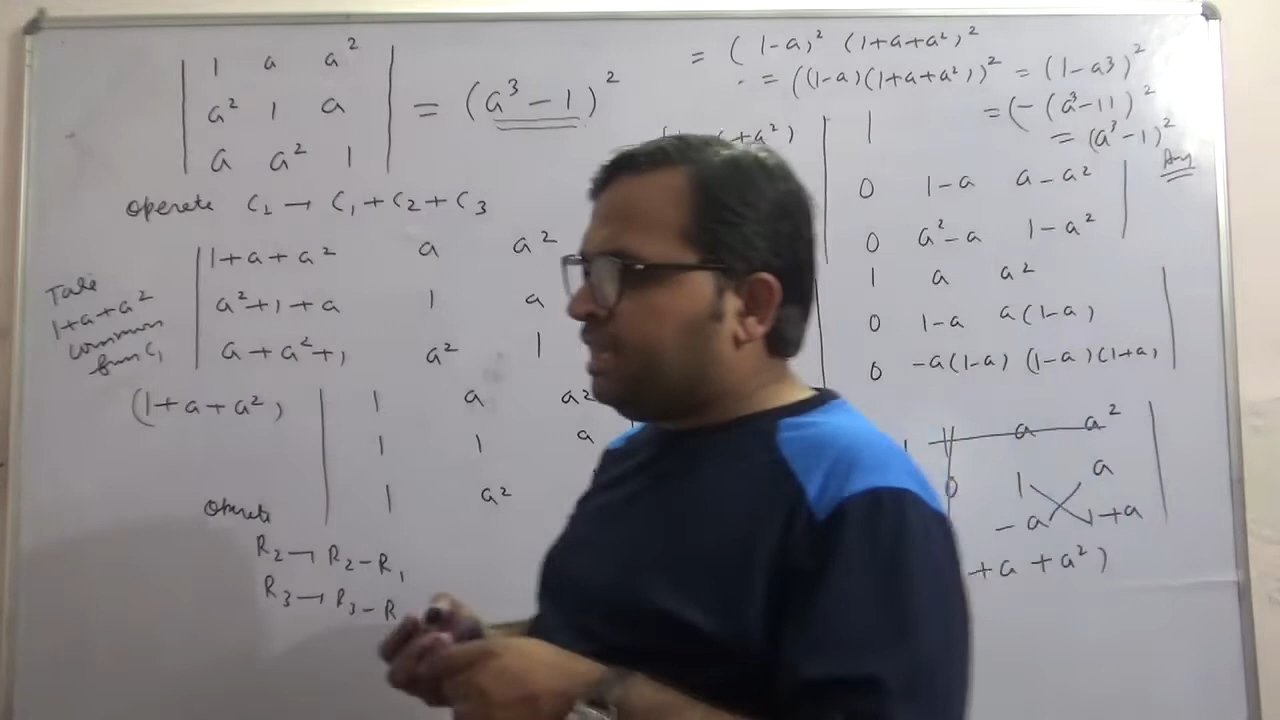 1 a a²
a² 1 a = (a³ - 1)²
a a² 1
operate C₁ → C₁ + C₂ + C₃
1+a+a² a a²
a²+1+a 1 a
a+a²+1 a² 1
Take
1+a+a²
common
from C₁
(1+a+a²) 1 a a²
1 1 a
1 a²
operate
R₂ → R₂ - R₁
R₃ → R₃ - R
= (1-a)² (1+a+a²)²
= ((1-a)(1+a+a²))² = (1-a3)²
= (-(a³-1))²
= (a³-1)²
Ans
+a²) 1
0 1-a a-a²
0 a²-a 1-a²
1 a a²
0 1-a a(1-a)
0 -a(1-a) (1-a)(1+a)
1 a a²
0 1 a
-a 1+a
+a+a²)